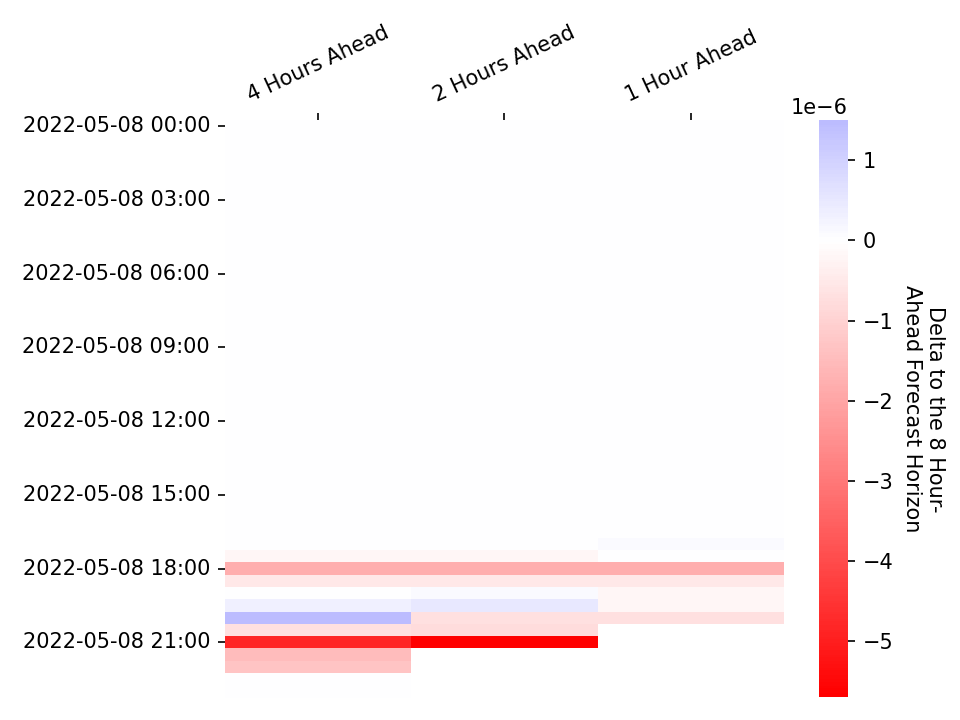 4 Hours Ahead
2 Hours Ahead
1 Hour Ahead
2022-05-08 00:00
2022-05-08 03:00
2022-05-08 06:00
2022-05-08 09:00
2022-05-08 12:00
2022-05-08 15:00
2022-05-08 18:00
2022-05-08 21:00
1e−6
1
0
−1
−2
−3
−4
−5
Delta to the 8 Hour-
Ahead Forecast Horizon